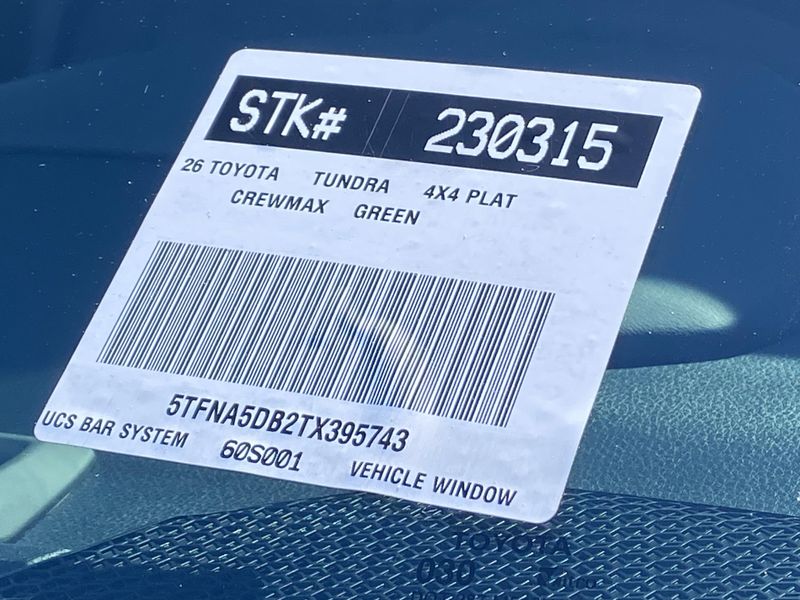 STK# 230315
26 TOYOTA TUNDRA 4X4 PLAT
CREWMAX GREEN
5TFNA5DB2TX395743
UCS BAR SYSTEM 60S001 VEHICLE WINDOW
TOYOTA
030